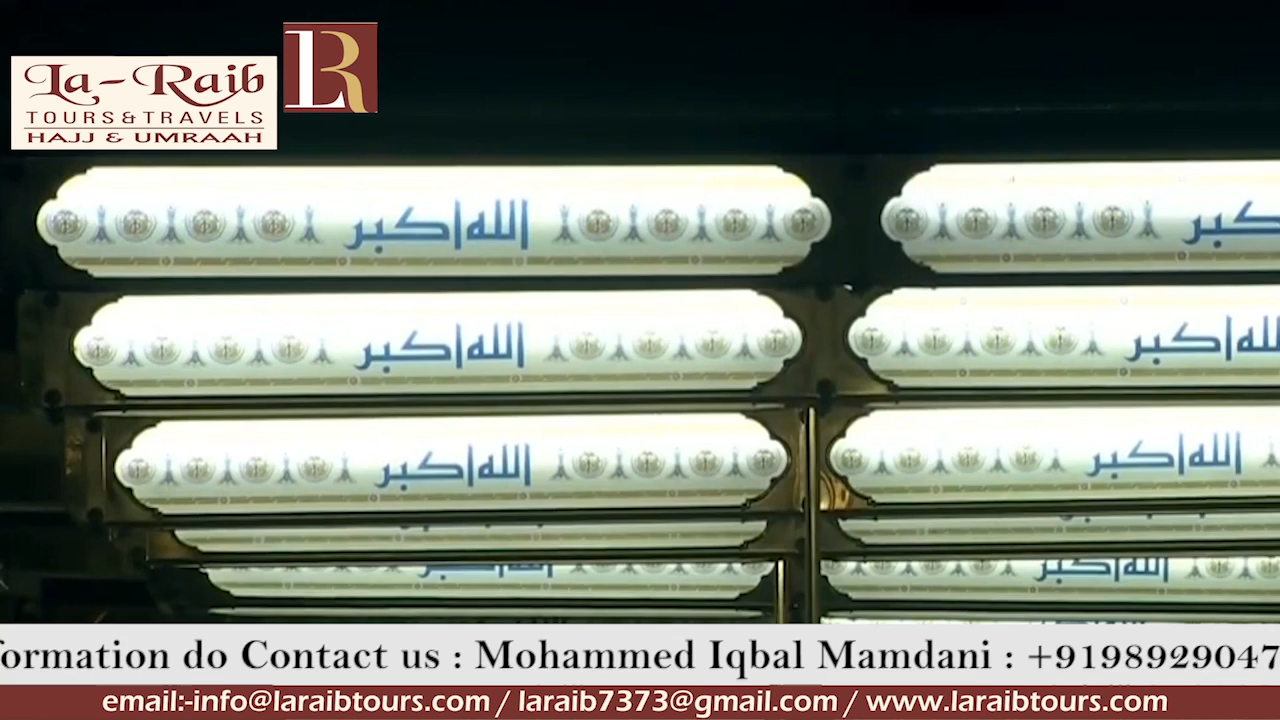 La-Raib
TOURS & TRAVELS
HAJJ & UMRAAH
LR
الله اكبر
الله اكبر
الله اكبر
الله اكبر
الله اكبر
الله اكبر
الله اكبر
الله اكبر
formation do Contact us : Mohammed Iqbal Mamdani : +9198929047
email:-info@laraibtours.com / laraib7373@gmail.com / www.laraibtours.com